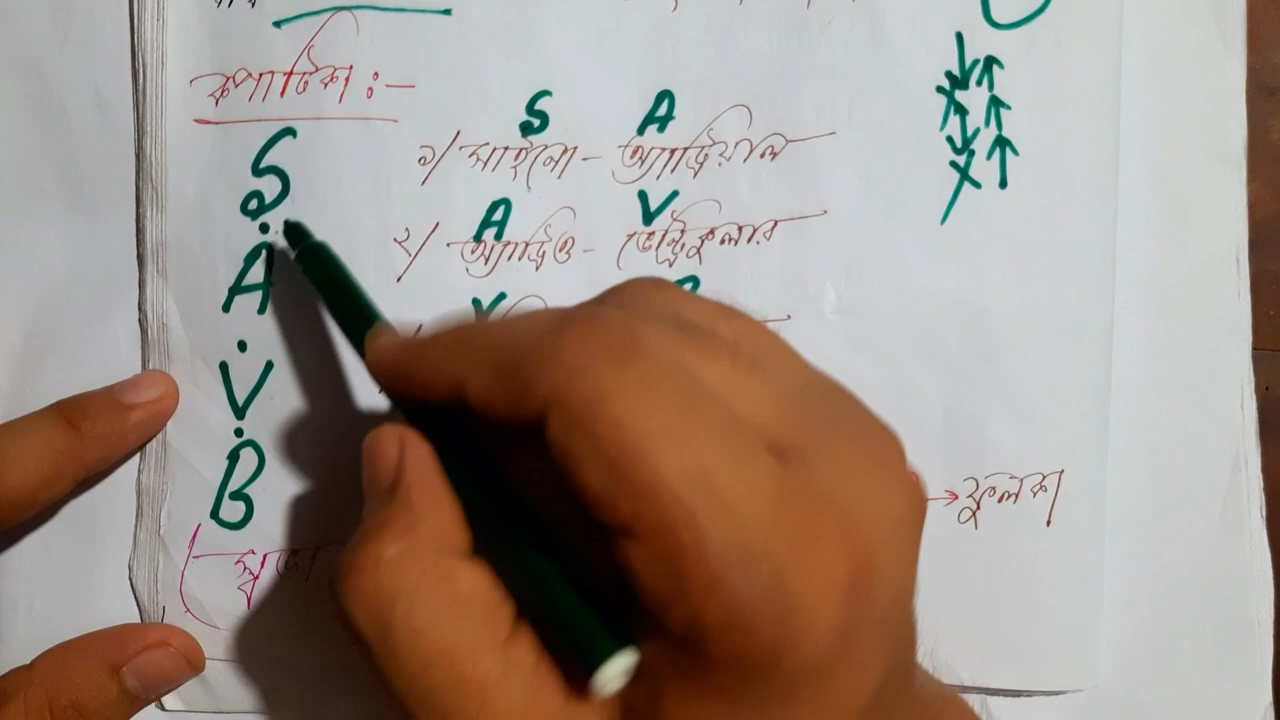 কপাটিকা :-
S A
১/ সাইনো - অ্যাট্রিয়াল
S
A V
২/ অ্যাট্রিও - ভেন্ট্রিকুলার
A
V
V
B
→ ফুলকা